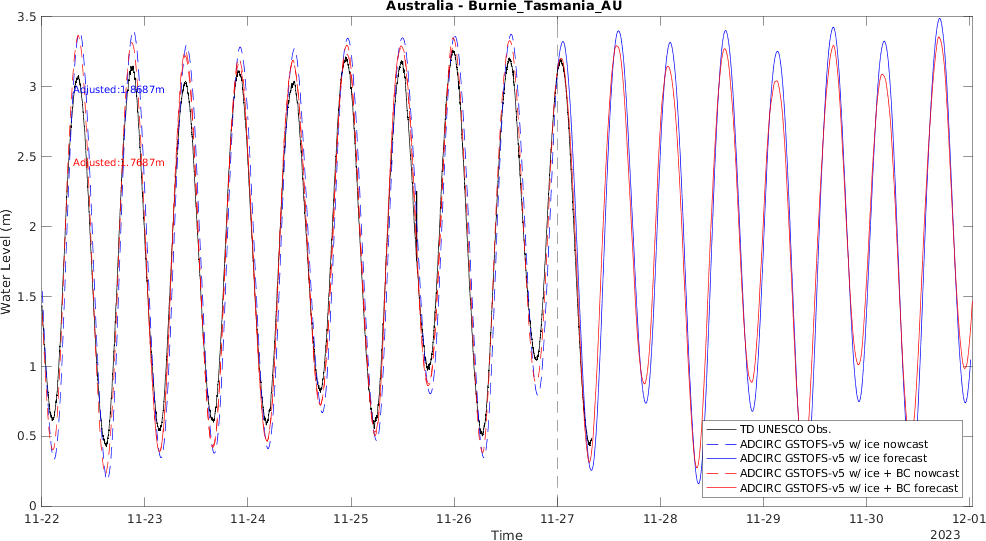 Australia - Burnie_Tasmania_AU
3.5
3
2.5
2
1.5
1
0.5
0
Water Level (m)
Adjusted:1.8687m
Adjusted:1.7687m
TD UNESCO Obs.
ADCIRC GSTOFS-v5 w/ ice nowcast
ADCIRC GSTOFS-v5 w/ ice forecast
ADCIRC GSTOFS-v5 w/ ice + BC nowcast
ADCIRC GSTOFS-v5 w/ ice + BC forecast
11-22 11-23 11-24 11-25 11-26 11-27 11-28 11-29 11-30 12-01
Time
2023